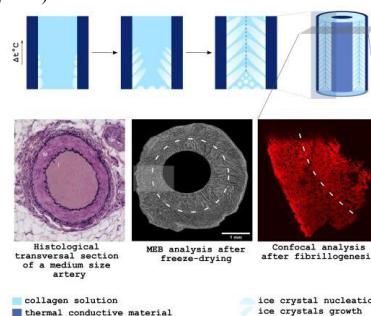 Δt°C
1 mm
Histological
transversal section
of a medium size
artery
MEB analysis after
freeze-drying
Confocal analysis
after fibrillogenesis
collagen solution
thermal conductive material
ice crystal nucleation
ice crystals growth